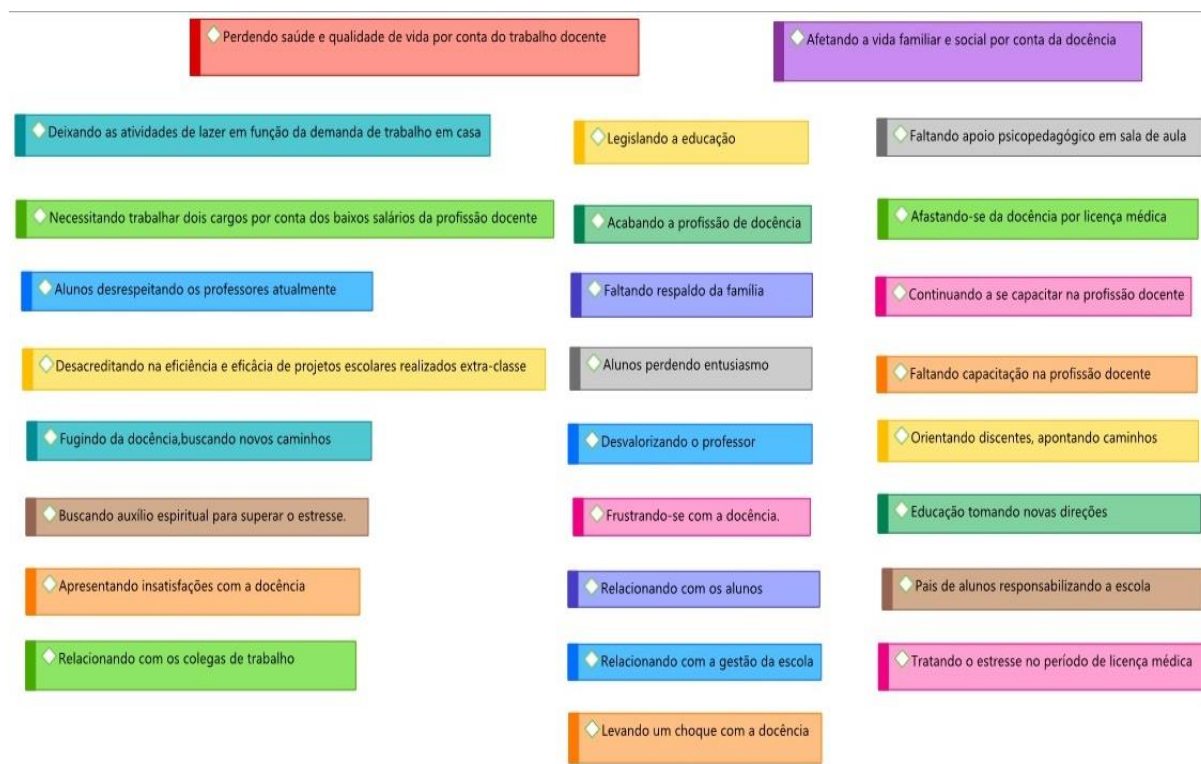 Perdendo saúde e qualidade de vida por conta do trabalho docente
Afetando a vida familiar e social por conta da docência
Deixando as atividades de lazer em função da demanda de trabalho em casa
Legislando a educação
Faltando apoio psicopedagógico em sala de aula
Necessitando trabalhar dois cargos por conta dos baixos salários da profissão docente
Acabando a profissão de docência
Afastando-se da docência por licença médica
Alunos desrespeitando os professores atualmente
Faltando respaldo da família
Continuando a se capacitar na profissão docente
Desacreditando na eficiência e eficâcia de projetos escolares realizados extra-classe
Alunos perdendo entusiasmo
Faltando capacitação na profissão docente
Fugindo da docência,buscando novos caminhos
Desvalorizando o professor
Orientando discentes, apontando caminhos
Buscando auxílio espiritual para superar o estresse.
Frustrando-se com a docência.
Educação tomando novas direções
Apresentando insatisfações com a docência
Relacionando com os alunos
Pais de alunos responsabilizando a escola
Relacionando com os colegas de trabalho
Relacionando com a gestão da escola
Tratando o estresse no período de licença médica
Levando um choque com a docência